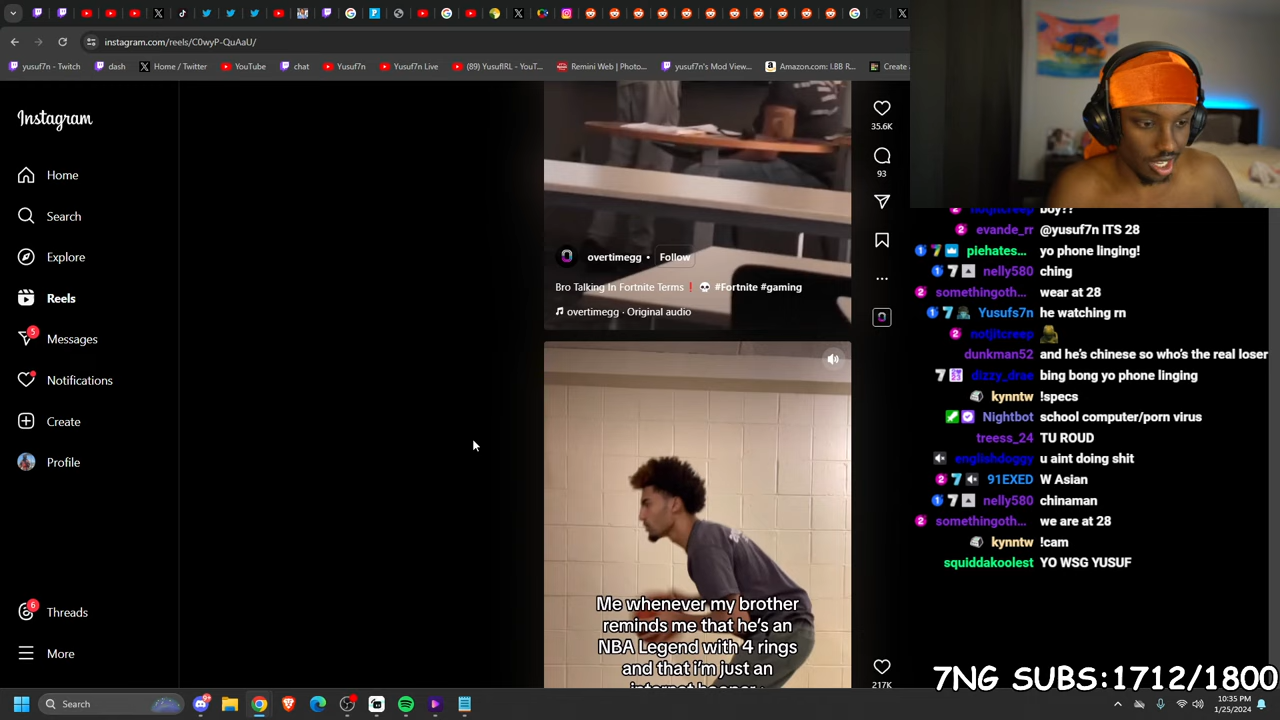 instagram.com/reels/C0wyP-QuAaU/
yusuf7n - Twitch
dash
Home / Twitter
YouTube
chat
Yusuf7n
Yusuf7n Live
(89) YusufIRL - YouT...
Remini Web | Photo...
yusuf7n's Mod View...
Amazon.com: I.BB R...
Create a
Instagram
Home
Search
Explore
Reels
5
Messages
Notifications
Create
Profile
6
Threads
More
35.6K
93
overtimegg • Follow
Bro Talking In Fortnite Terms❗ 💀 #Fortnite #gaming
overtimegg · Original audio
Me whenever my brother
reminds me that he's an
NBA Legend with 4 rings
and that i'm just an
217K
boy??
evande_rr @yusuf7n ITS 28
piehates... yo phone linging!
nelly580 ching
somethingoth... wear at 28
Yusufs7n he watching rn
notjitcreep
dunkman52 and he's chinese so who's the real loser
dizzy_drae bing bong yo phone linging
kynntw !specs
Nightbot school computer/porn virus
treess_24 TU ROUD
englishdoggy u aint doing shit
91EXED W Asian
nelly580 chinaman
somethingoth... we are at 28
kynntw !cam
squiddakoolest YO WSG YUSUF
7NG SUBS:1712/1800
Search
10:35 PM
1/25/2024